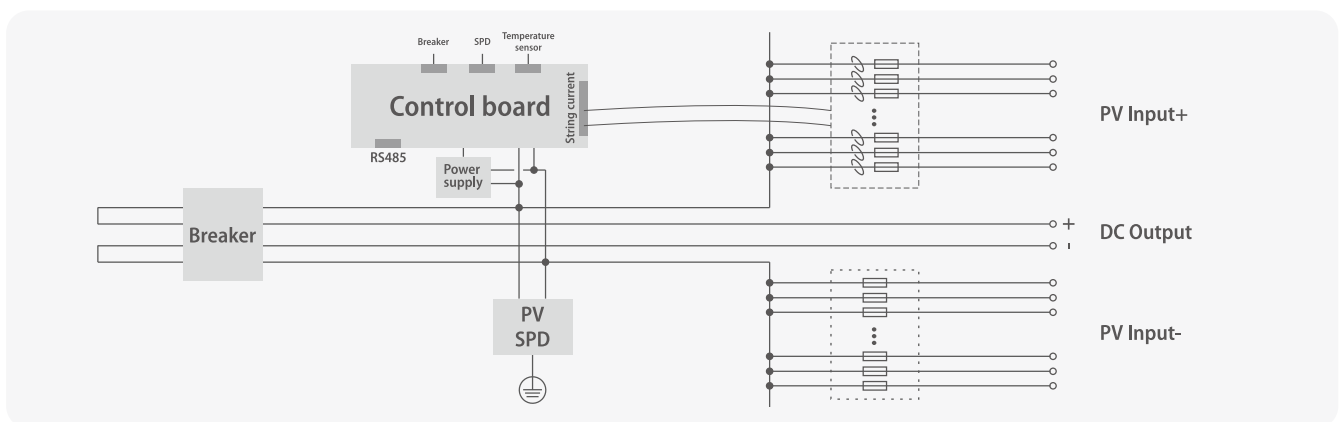 Breaker
SPD
Temperature
sensor
Control board
String current
RS485
Power
supply
PV Input+
Breaker
+
-
DC Output
PV
SPD
PV Input-